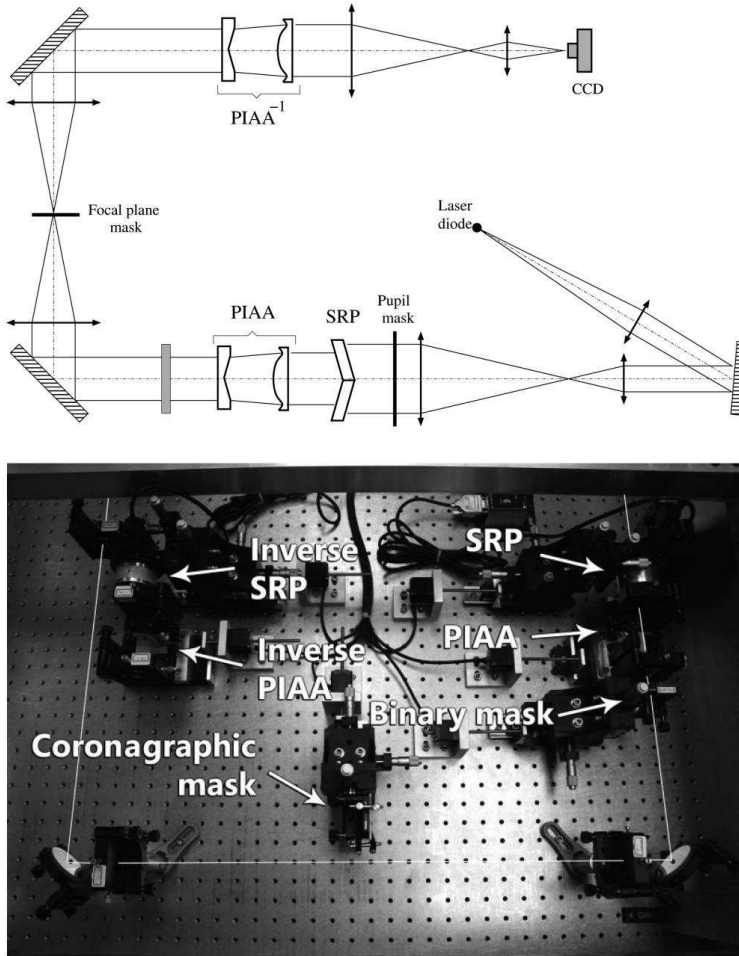 PIAA
−1
CCD
Focal plane
mask
Laser
diode
PIAA
SRP
Pupil
mask
Inverse
SRP
SRP
PIAA
Inverse
PIAA
Binary mask
Coronagraphic
mask